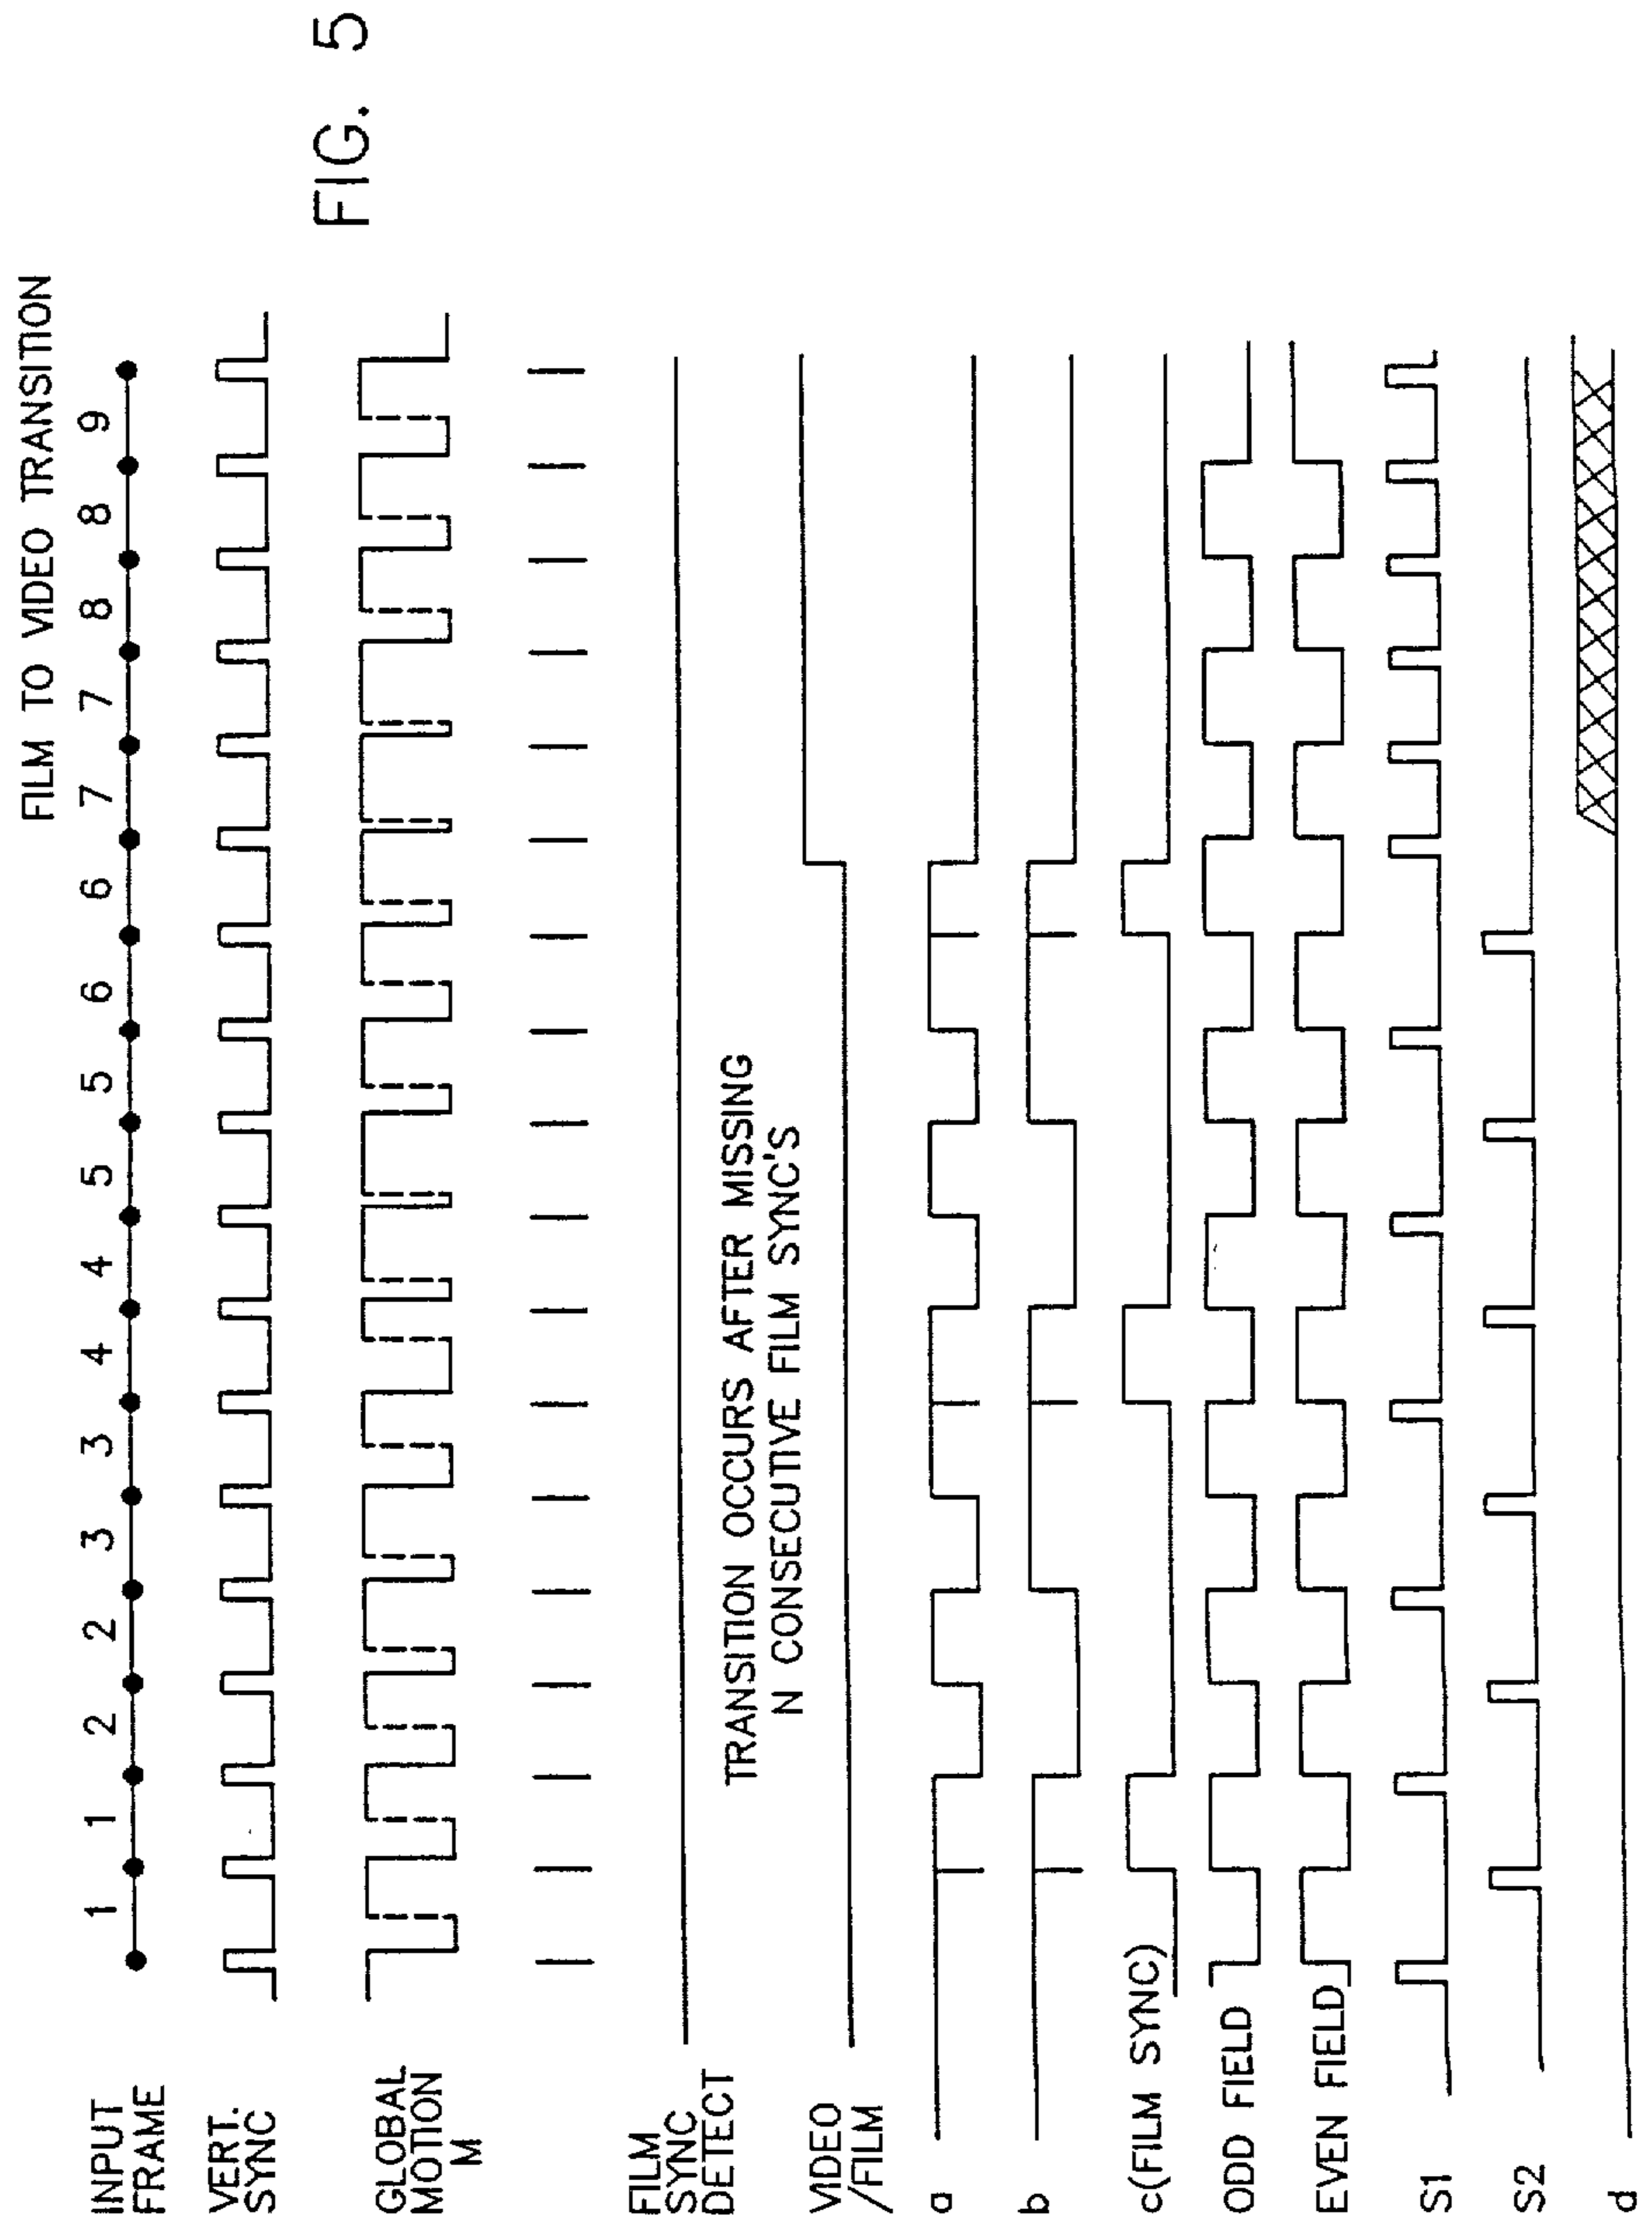 FIG. 5
FILM TO VIDEO TRANSITION
INPUT
FRAME
1 1 2 2 3 3 4 4 5 5 6 6 7 7 8 8 9
VERT.
SYNC
GLOBAL
MOTION
M
FILM
SYNC
DETECT
TRANSITION OCCURS AFTER MISSING
N CONSECUTIVE FILM SYNC'S
VIDEO
/FILM
a
b
c(FILM SYNC)
ODD FIELD
EVEN FIELD
S1
S2
d